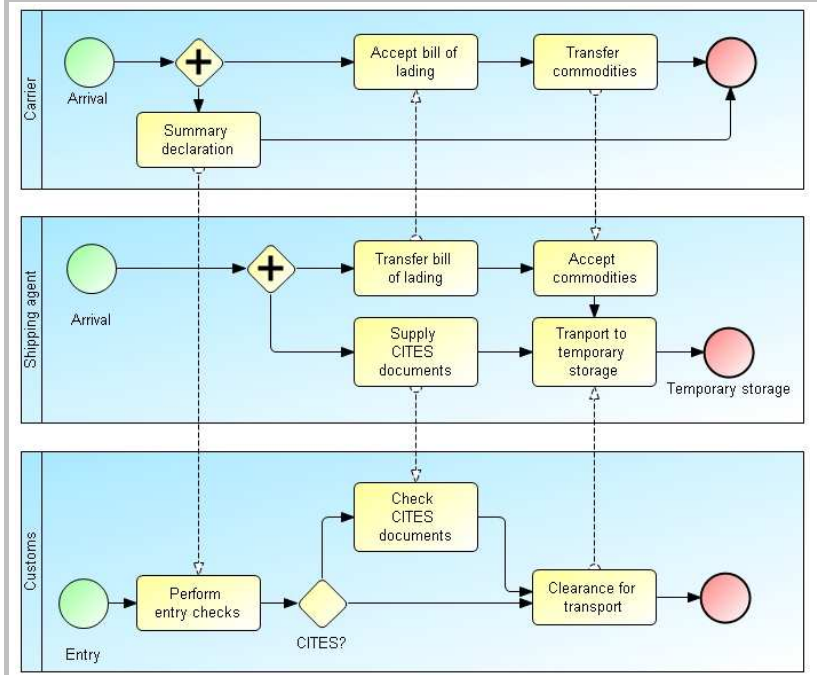 Carrier
Arrival
Accept bill of
lading
Transfer
commodities
Summary
declaration
Shipping agent
Arrival
Transfer bill
of lading
Accept
commodities
Supply
CITES
documents
Tranport to
temporary
storage
Temporary storage
Customs
Entry
Perform
entry checks
CITES?
Check
CITES
documents
Clearance for
transport